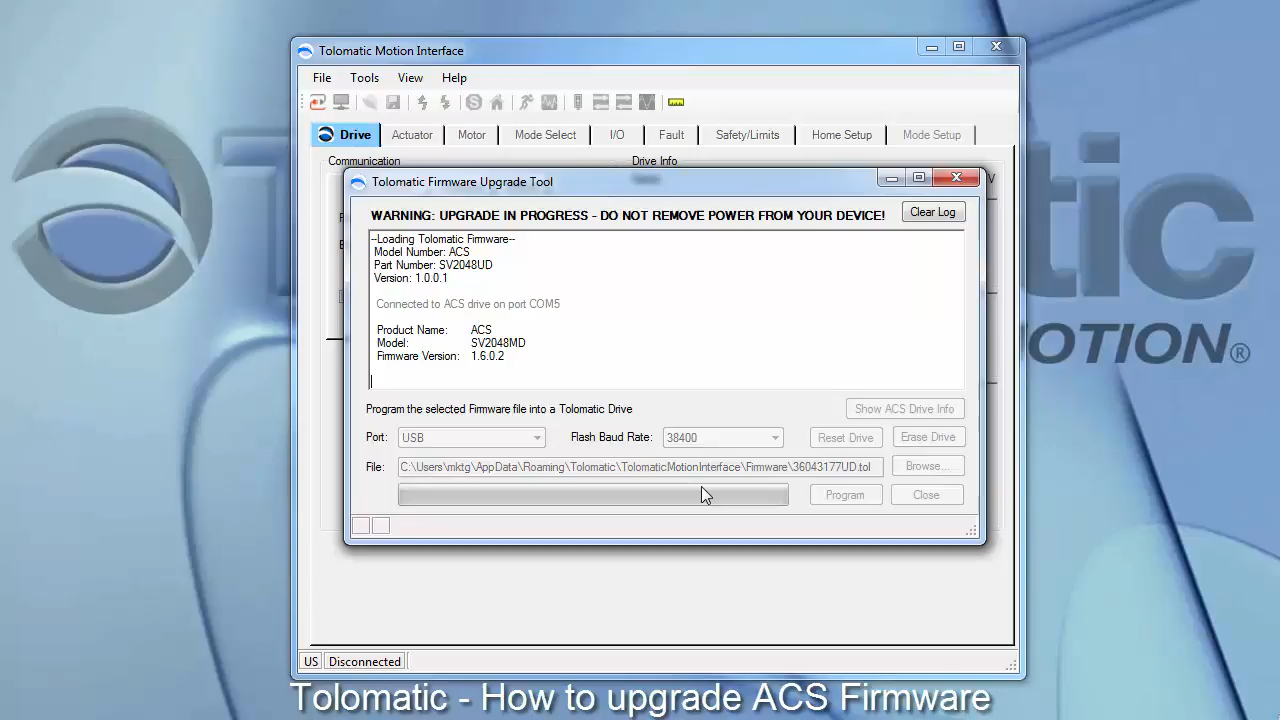 Tolomatic Motion Interface
File Tools View Help
Drive Actuator Motor Mode Select I/O Fault Safety/Limits Home Setup Mode Setup
Communication Drive Info
Tolomatic Firmware Upgrade Tool
WARNING: UPGRADE IN PROGRESS - DO NOT REMOVE POWER FROM YOUR DEVICE! Clear Log
--Loading Tolomatic Firmware--
Model Number: ACS
Part Number: SV2048UD
Version: 1.0.0.1
Connected to ACS drive on port COM5
Product Name: ACS
Model: SV2048MD
Firmware Version: 1.6.0.2
Program the selected Firmware file into a Tolomatic Drive Show ACS Drive Info
Port: USB Flash Baud Rate: 38400 Reset Drive Erase Drive
File: C:\Users\mktg\AppData\Roaming\Tolomatic\TolomaticMotionInterface\Firmware\36043177UD.tol Browse...
Program Close
US Disconnected
tic
MOTION®
Tolomatic - How to upgrade ACS Firmware